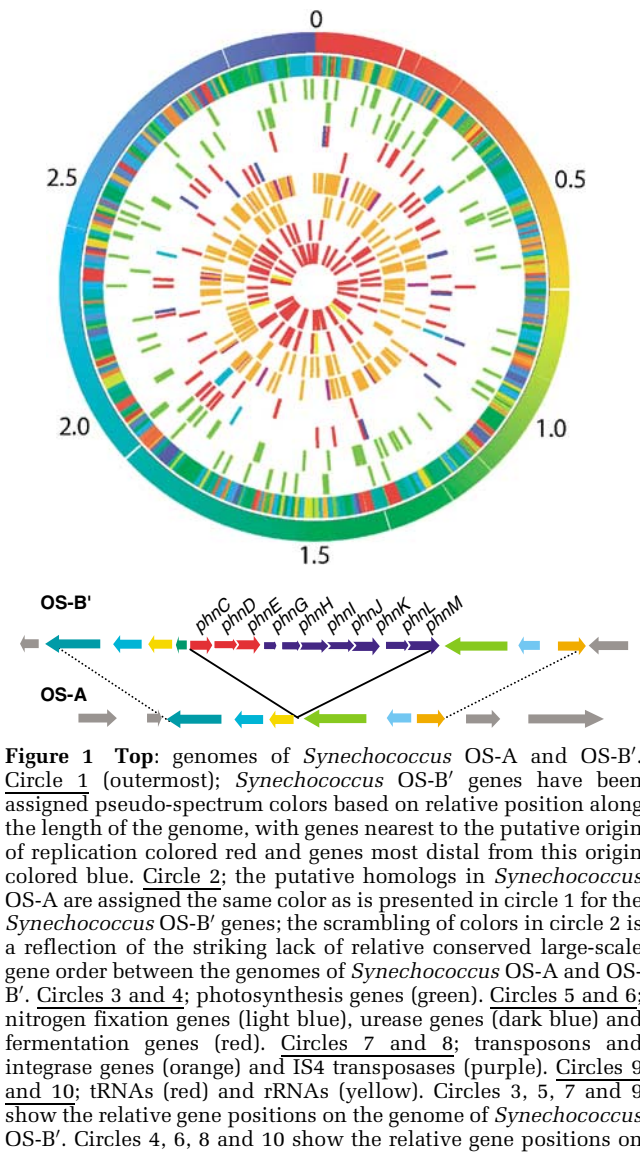 0
0.5
1.0
1.5
2.0
2.5
OS-B'
phnC
phnD
phnE
phnG
phnH
phnI
phnJ
phnK
phnL
phnM
OS-A
Figure 1 Top: genomes of Synechococcus OS-A and OS-B′.
Circle 1 (outermost); Synechococcus OS-B′ genes have been
assigned pseudo-spectrum colors based on relative position along
the length of the genome, with genes nearest to the putative origin
of replication colored red and genes most distal from this origin
colored blue. Circle 2; the putative homologs in Synechococcus
OS-A are assigned the same color as is presented in circle 1 for the
Synechococcus OS-B′ genes; the scrambling of colors in circle 2 is
a reflection of the striking lack of relative conserved large-scale
gene order between the genomes of Synechococcus OS-A and OS-
B′. Circles 3 and 4; photosynthesis genes (green). Circles 5 and 6;
nitrogen fixation genes (light blue), urease genes (dark blue) and
fermentation genes (red). Circles 7 and 8; transposons and
integrase genes (orange) and IS4 transposases (purple). Circles 9
and 10; tRNAs (red) and rRNAs (yellow). Circles 3, 5, 7 and 9
show the relative gene positions on the genome of Synechococcus
OS-B′. Circles 4, 6, 8 and 10 show the relative gene positions on